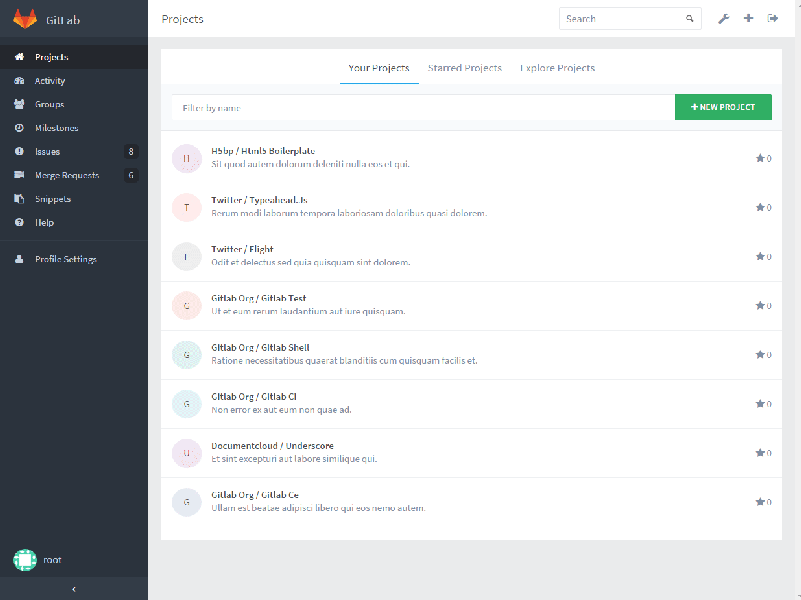 GitLab
Projects
Search
Projects
Activity
Groups
Milestones
Issues 8
Merge Requests 6
Snippets
Help
Profile Settings
root
Your Projects Starred Projects Explore Projects
Filter by name
NEW PROJECT
H H5bp / Html5 Boilerplate
Sit quod autem dolorum deleniti nulla eos et qui.
0
T Twitter / Typeahead.Js
Rerum modi laborum tempora laboriosam doloribus quasi dolorem.
0
F Twitter / Flight
Odit et delectus sed quia quisquam sint dolorem.
0
G Gitlab Org / Gitlab Test
Ut et eum rerum laudantium aut iure quisquam.
0
G Gitlab Org / Gitlab Shell
Ratione necessitatibus quaerat blanditiis cum quisquam facilis et.
0
G Gitlab Org / Gitlab Ci
Non error ex aut eum non quae ad.
0
U Documentcloud / Underscore
Et sint excepturi aut labore similique qui.
0
G Gitlab Org / Gitlab Ce
Ullam est beatae adipisci libero qui eos nemo autem.
0